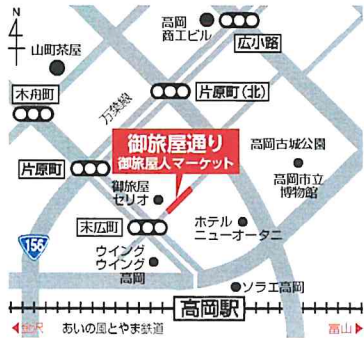 N
高岡
商工ビル
広小路
山町茶屋
木舟町
万葉線
片原町(北)
御旅屋通り
御旅屋人マーケット
高岡古城公園
片原町
高岡市立
博物館
御旅屋
セリオ
末広町
156
ホテル
ニューオータニ
ウイング
ウイング
高岡
ソラエ高岡
高岡駅
金沢
あいの風とやま鉄道
富山